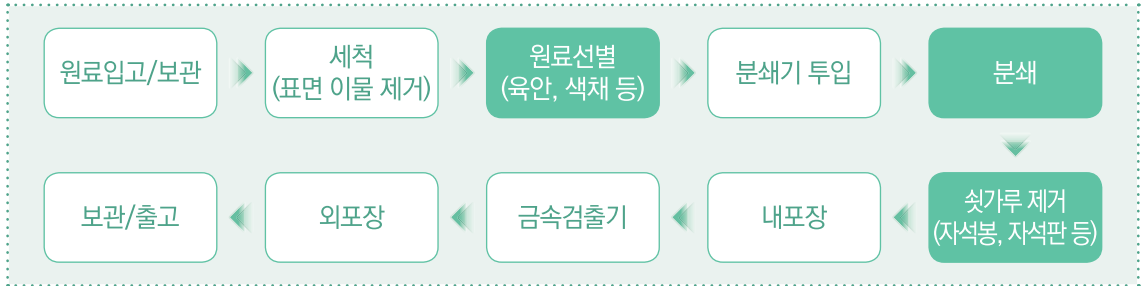 원료입고/보관
세척
(표면 이물 제거)
원료선별
(육안, 색채 등)
분쇄기 투입
분쇄
쇳가루 제거
(자석봉, 자석판 등)
내포장
금속검출기
외포장
보관/출고